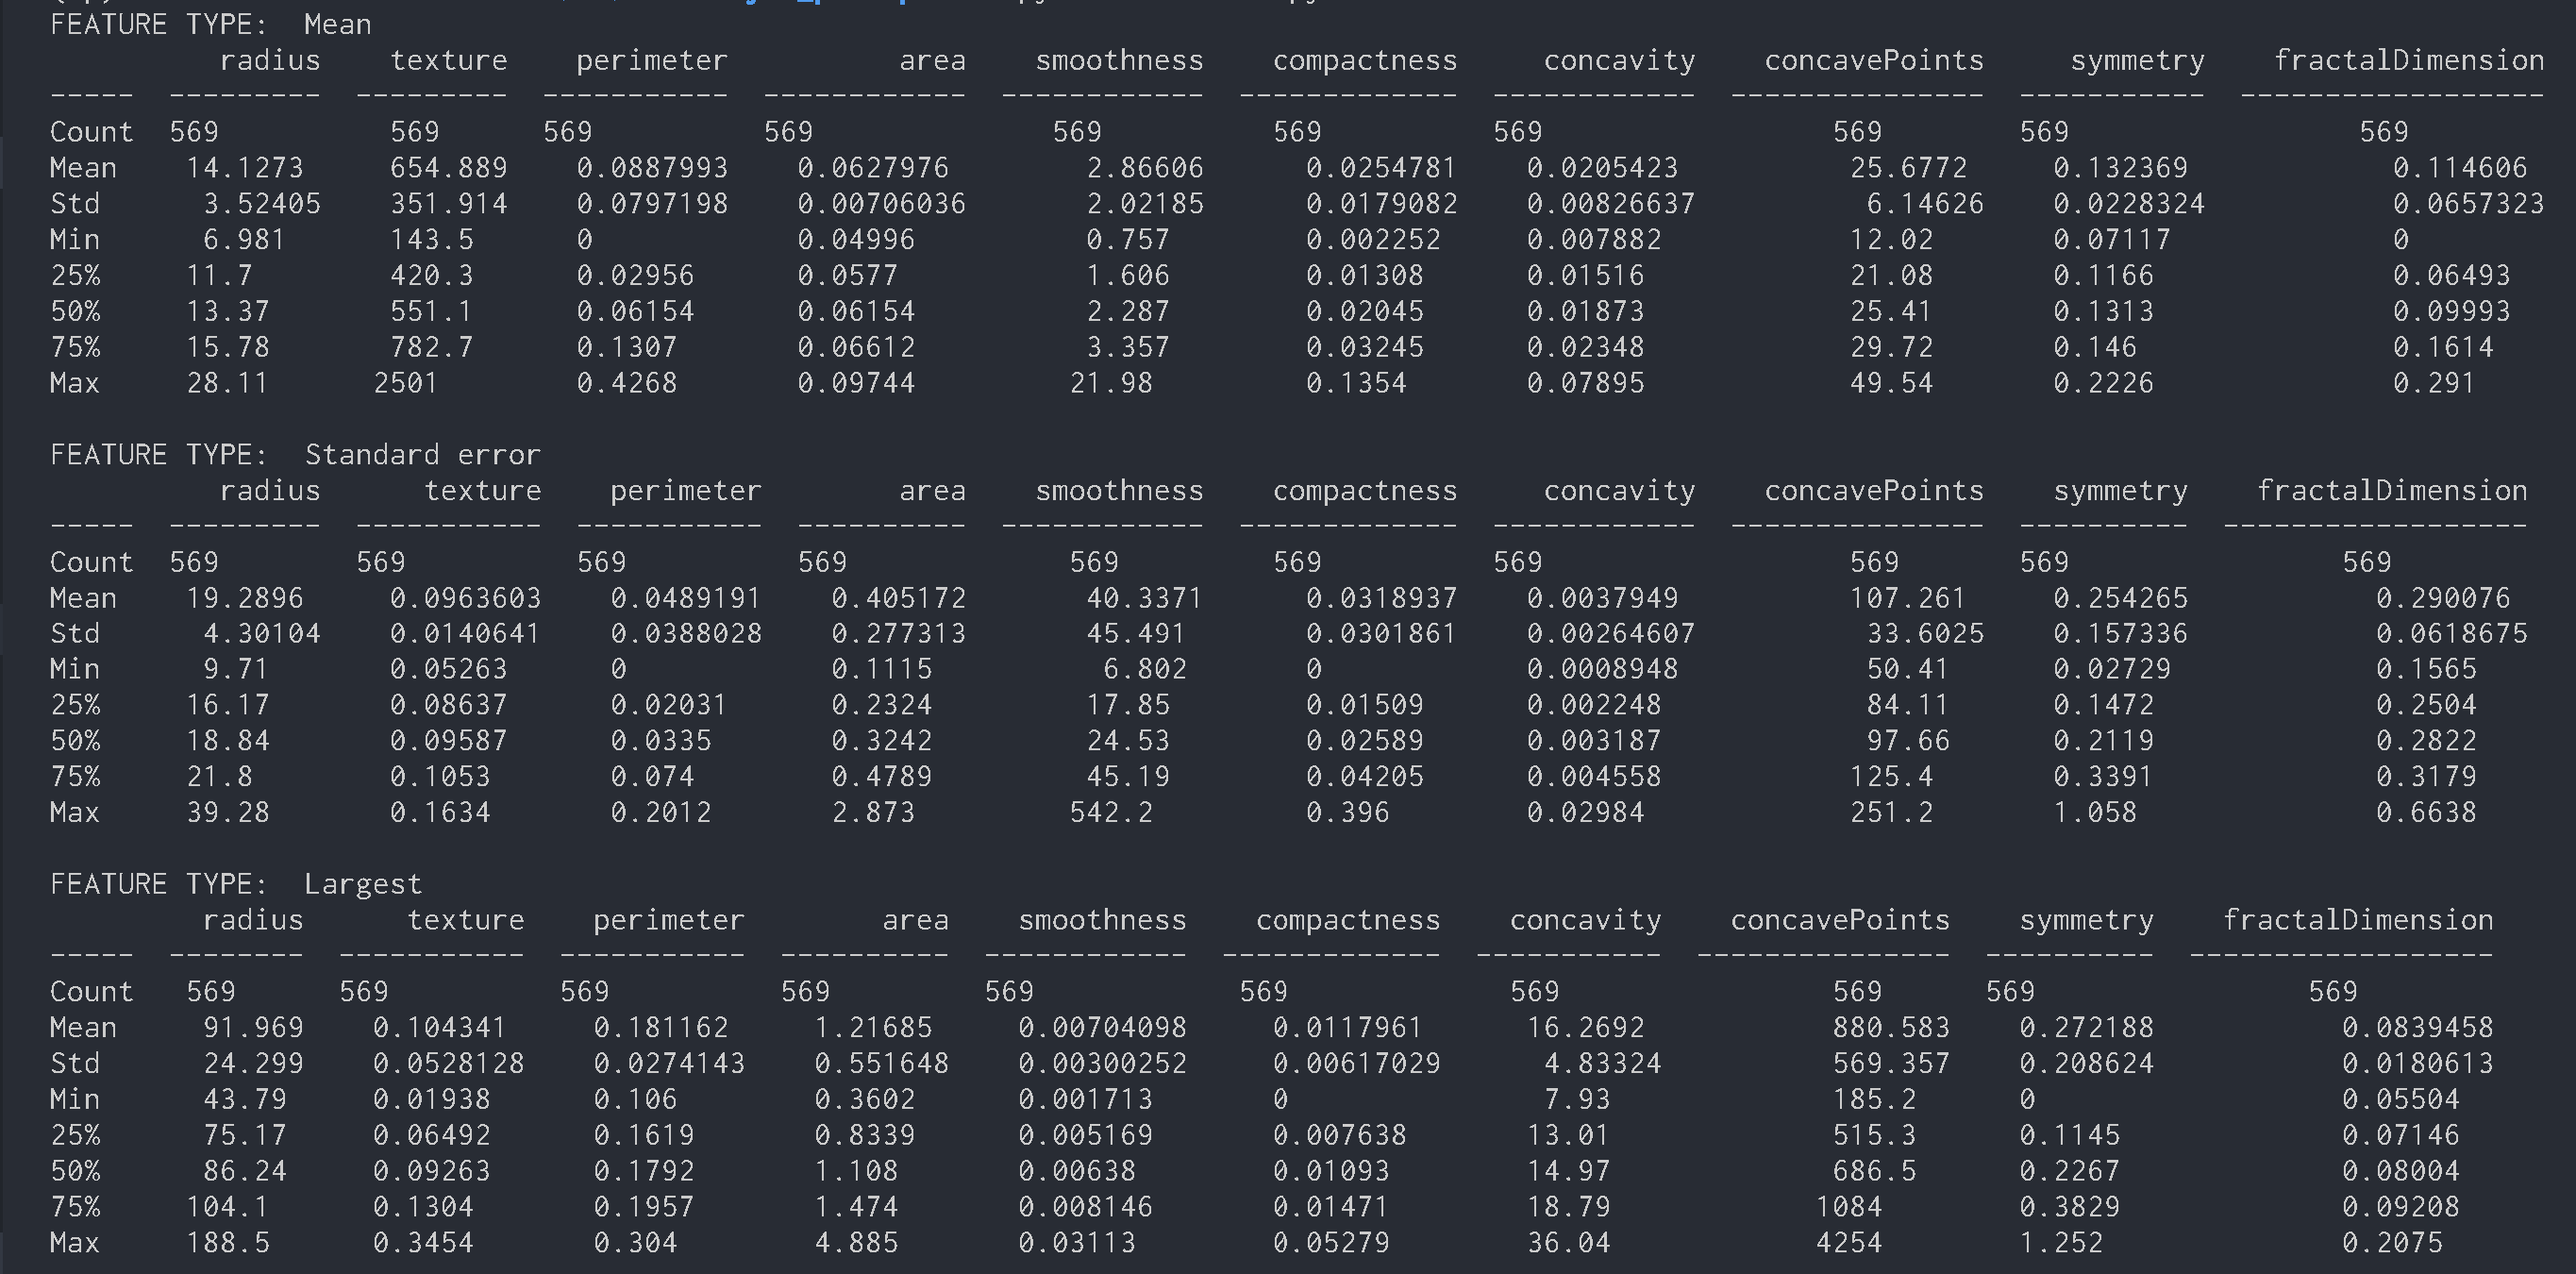 FEATURE TYPE:  Mean
radius texture perimeter area smoothness compactness concavity concavePoints symmetry fractalDimension
----- --------- --------- ----------- ------------ ------------ ------------- ------------ --------------- ----------- ------------------
Count 569 569 569 569 569 569 569 569 569 569
Mean 14.1273 654.889 0.0887993 0.0627976 2.86606 0.0254781 0.0205423 25.6772 0.132369 0.114606
Std 3.52405 351.914 0.0797198 0.00706036 2.02185 0.0179082 0.00826637 6.14626 0.0228324 0.0657323
Min 6.981 143.5 0 0.04996 0.757 0.002252 0.007882 12.02 0.07117 0
25% 11.7 420.3 0.02956 0.0577 1.606 0.01308 0.01516 21.08 0.1166 0.06493
50% 13.37 551.1 0.06154 0.06154 2.287 0.02045 0.01873 25.41 0.1313 0.09993
75% 15.78 782.7 0.1307 0.06612 3.357 0.03245 0.02348 29.72 0.146 0.1614
Max 28.11 2501 0.4268 0.09744 21.98 0.1354 0.07895 49.54 0.2226 0.291
FEATURE TYPE:  Standard error
radius texture perimeter area smoothness compactness concavity concavePoints symmetry fractalDimension
----- --------- ----------- ----------- ---------- ------------ ------------- ------------ --------------- ---------- ------------------
Count 569 569 569 569 569 569 569 569 569 569
Mean 19.2896 0.0963603 0.0489191 0.405172 40.3371 0.0318937 0.0037949 107.261 0.254265 0.290076
Std 4.30104 0.0140641 0.0388028 0.277313 45.491 0.0301861 0.00264607 33.6025 0.157336 0.0618675
Min 9.71 0.05263 0 0.1115 6.802 0 0.0008948 50.41 0.02729 0.1565
25% 16.17 0.08637 0.02031 0.2324 17.85 0.01509 0.002248 84.11 0.1472 0.2504
50% 18.84 0.09587 0.0335 0.3242 24.53 0.02589 0.003187 97.66 0.2119 0.2822
75% 21.8 0.1053 0.074 0.4789 45.19 0.04205 0.004558 125.4 0.3391 0.3179
Max 39.28 0.1634 0.2012 2.873 542.2 0.396 0.02984 251.2 1.058 0.6638
FEATURE TYPE:  Largest
radius texture perimeter area smoothness compactness concavity concavePoints symmetry fractalDimension
----- -------- ----------- ----------- ---------- ------------ ------------- ----------- --------------- ---------- ------------------
Count 569 569 569 569 569 569 569 569 569 569
Mean 91.969 0.104341 0.181162 1.21685 0.00704098 0.0117961 16.2692 880.583 0.272188 0.0839458
Std 24.299 0.0528128 0.0274143 0.551648 0.00300252 0.00617029 4.83324 569.357 0.208624 0.0180613
Min 43.79 0.01938 0.106 0.3602 0.001713 0 7.93 185.2 0 0.05504
25% 75.17 0.06492 0.1619 0.8339 0.005169 0.007638 13.01 515.3 0.1145 0.07146
50% 86.24 0.09263 0.1792 1.108 0.00638 0.01093 14.97 686.5 0.2267 0.08004
75% 104.1 0.1304 0.1957 1.474 0.008146 0.01471 18.79 1084 0.3829 0.09208
Max 188.5 0.3454 0.304 4.885 0.03113 0.05279 36.04 4254 1.252 0.2075